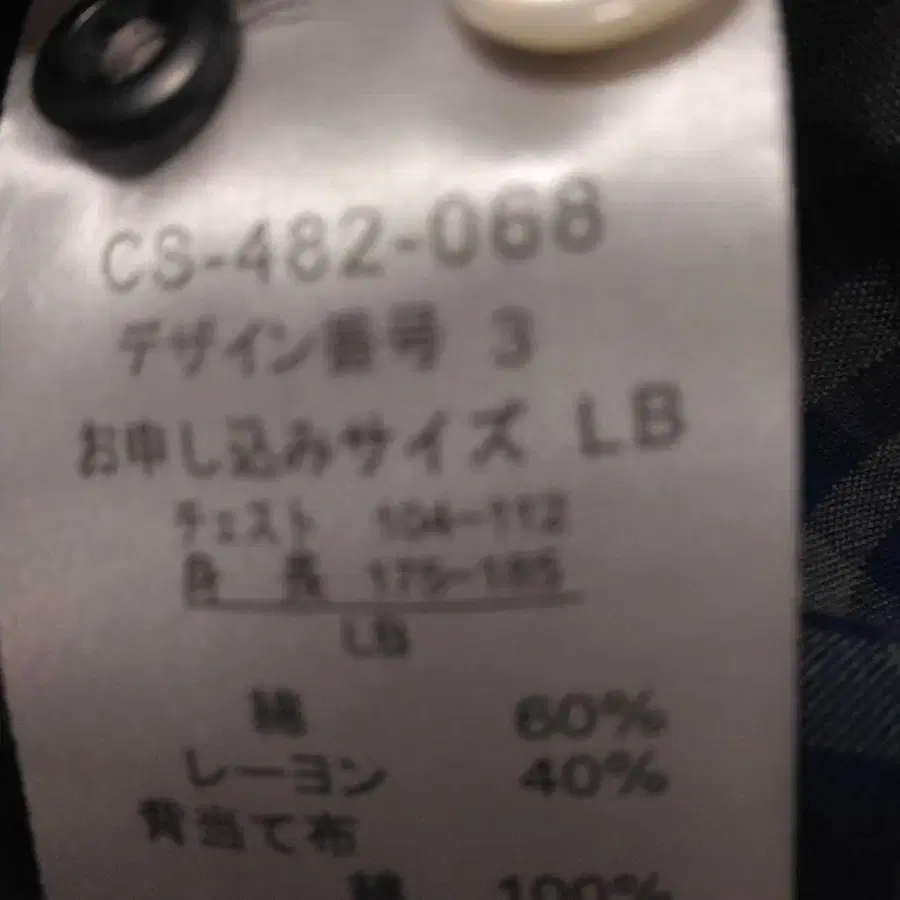 CS-482-068
デザイン番号 3
お申し込みサイズ LB
チェスト 104-112
身 長 175-185
LB
綿 60%
レーヨン 40%
背当て布
綿 100%